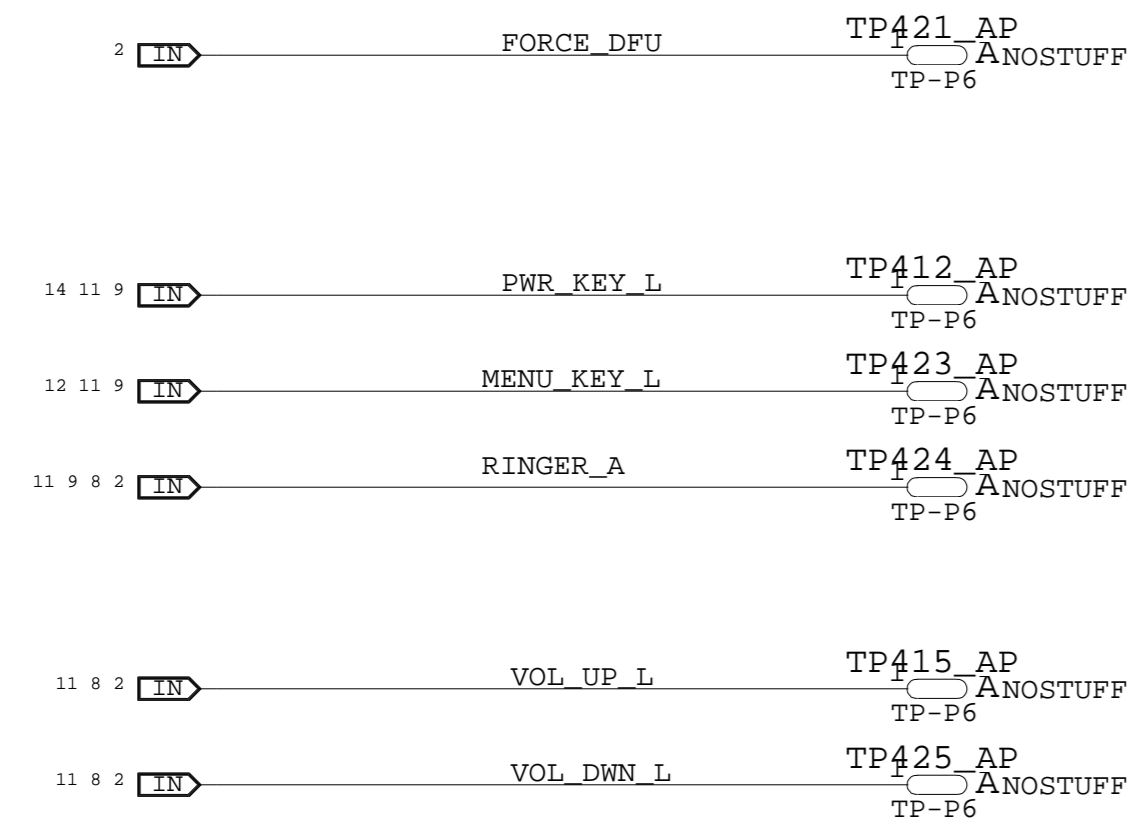 2 IN FORCE_DFU TP421_AP
1 A NOSTUFF
TP-P6
14 11 9 IN PWR_KEY_L TP412_AP
1 A NOSTUFF
TP-P6
12 11 9 IN MENU_KEY_L TP423_AP
1 A NOSTUFF
TP-P6
11 9 8 2 IN RINGER_A TP424_AP
1 A NOSTUFF
TP-P6
11 8 2 IN VOL_UP_L TP415_AP
1 A NOSTUFF
TP-P6
11 8 2 IN VOL_DWN_L TP425_AP
1 A NOSTUFF
TP-P6